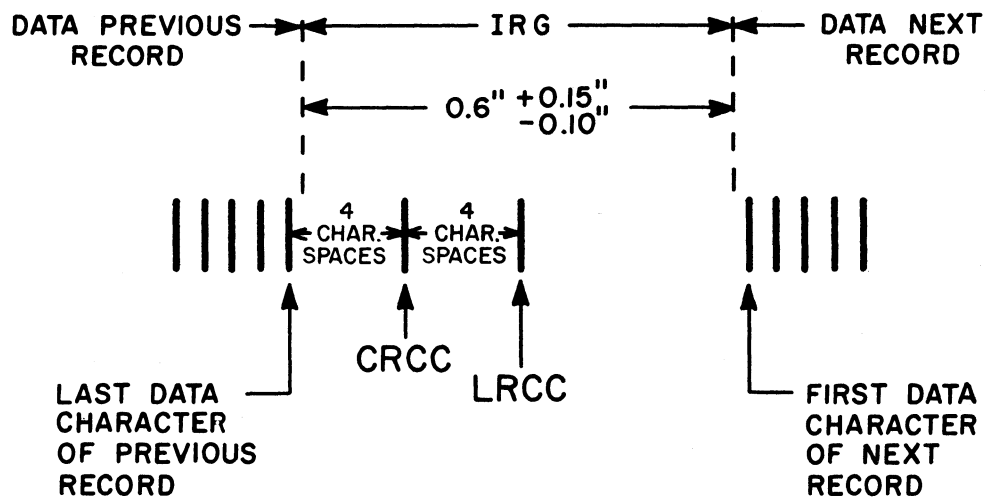 DATA PREVIOUS
RECORD
IRG
DATA NEXT
RECORD
0.6" +0.15"
-0.10"
4
CHAR.
SPACES
4
CHAR.
SPACES
CRCC
LRCC
LAST DATA
CHARACTER
OF PREVIOUS
RECORD
FIRST DATA
CHARACTER
OF NEXT
RECORD